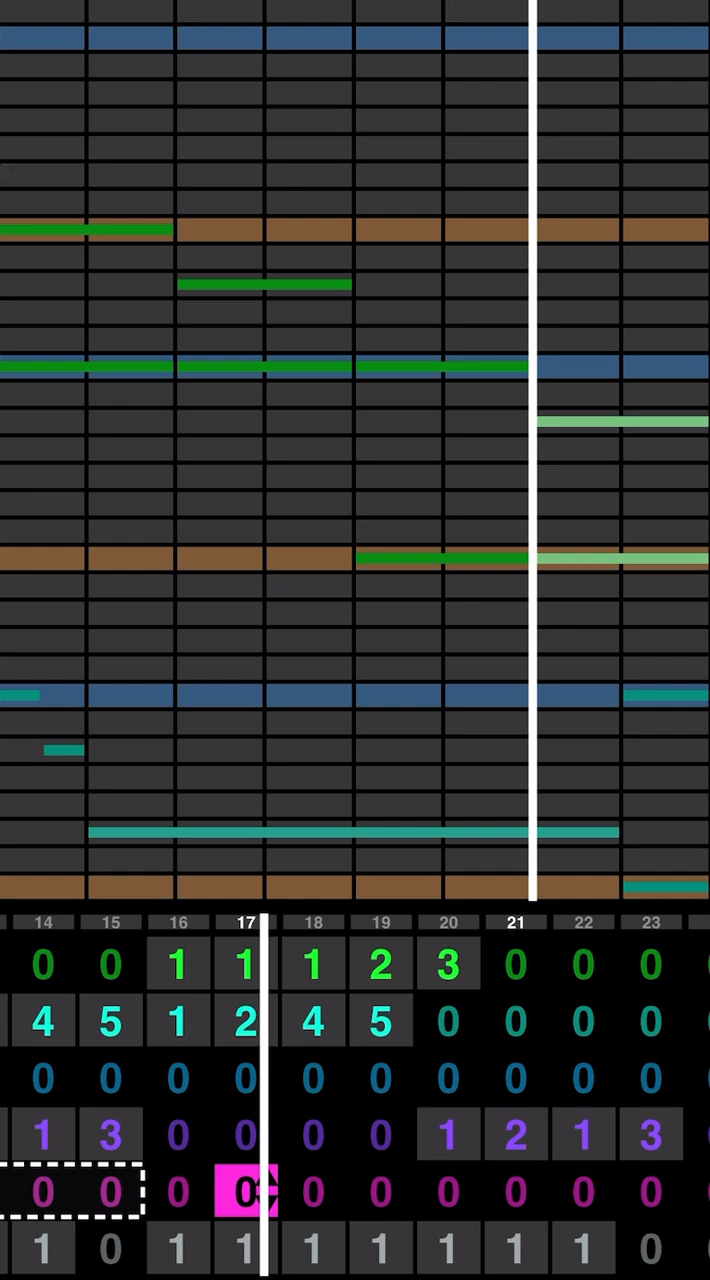 14 15 16 17 18 19 20 21 22 23
0 0 1 1 1 2 3 0 0 0
4 5 1 2 4 5 0 0 0 0
0 0 0 0 0 0 0 0 0 0
1 3 0 0 0 0 1 2 1 3
0 0 0 0 0 0 0 0 0 0
1 0 1 1 1 1 1 1 1 0